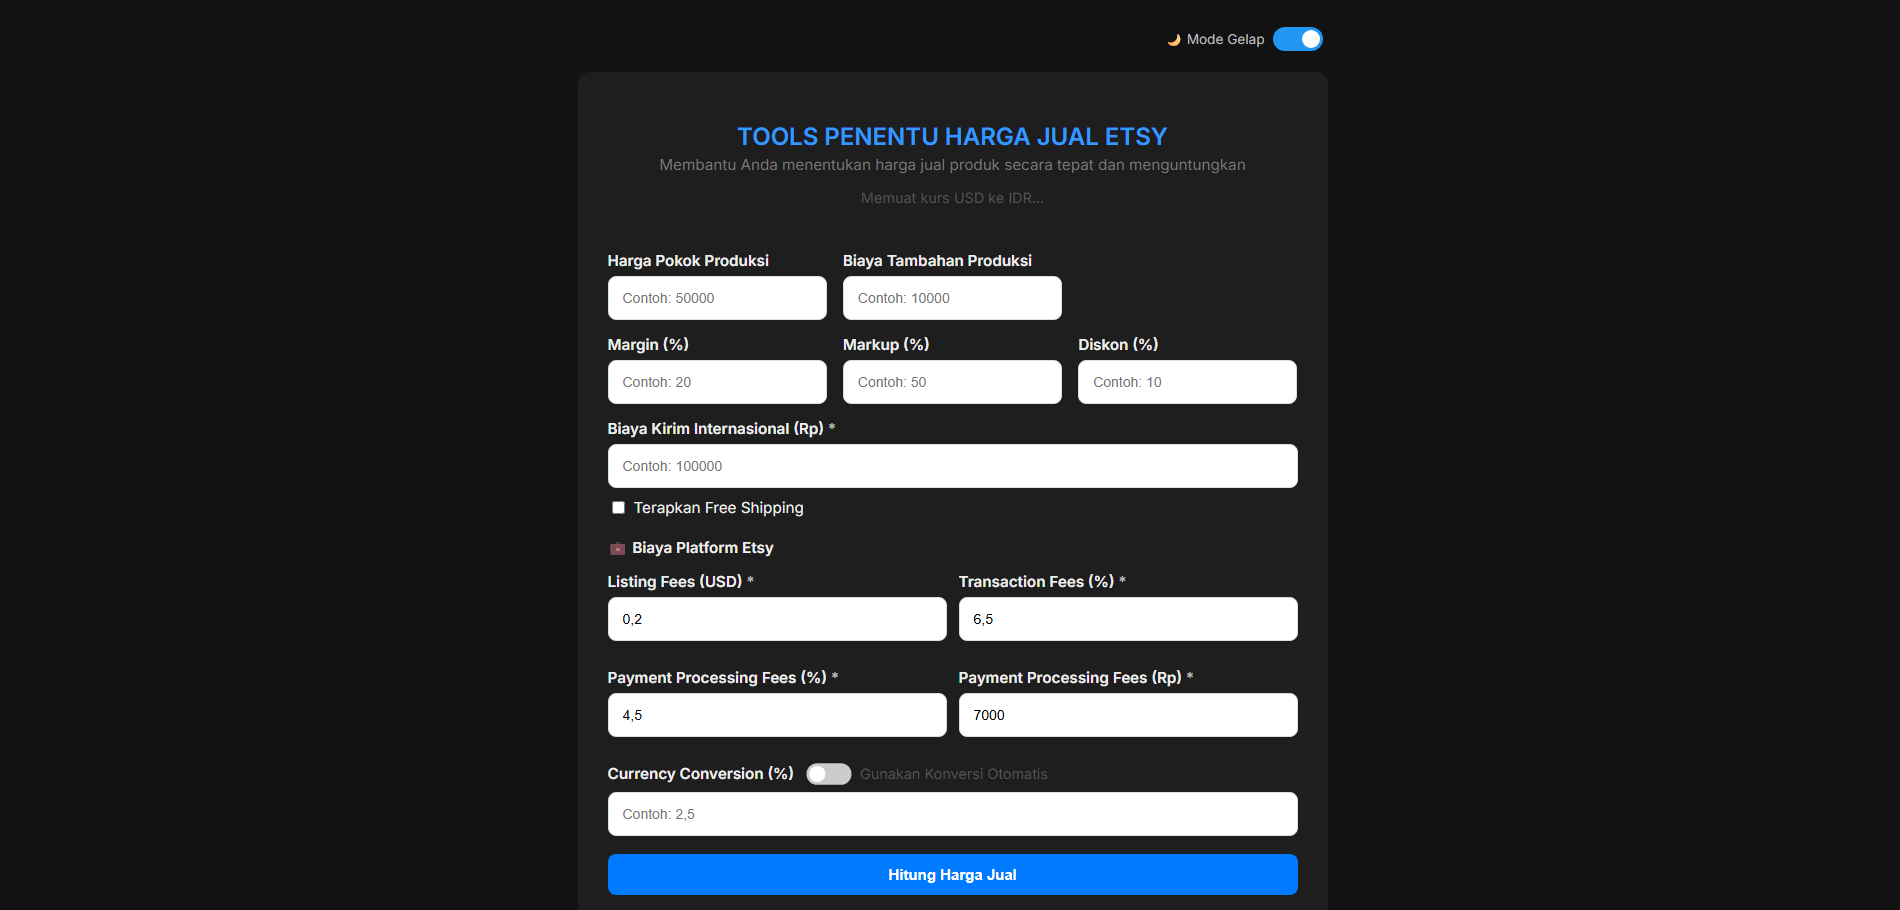 🌙 Mode Gelap
TOOLS PENENTU HARGA JUAL ETSY
Membantu Anda menentukan harga jual produk secara tepat dan menguntungkan
Memuat kurs USD ke IDR...
Harga Pokok Produksi Biaya Tambahan Produksi
Contoh: 50000 Contoh: 10000
Margin (%) Markup (%) Diskon (%)
Contoh: 20 Contoh: 50 Contoh: 10
Biaya Kirim Internasional (Rp) *
Contoh: 100000
Terapkan Free Shipping
💼 Biaya Platform Etsy
Listing Fees (USD) * Transaction Fees (%) *
0,2 6,5
Payment Processing Fees (%) * Payment Processing Fees (Rp) *
4,5 7000
Currency Conversion (%) Gunakan Konversi Otomatis
Contoh: 2,5
Hitung Harga Jual